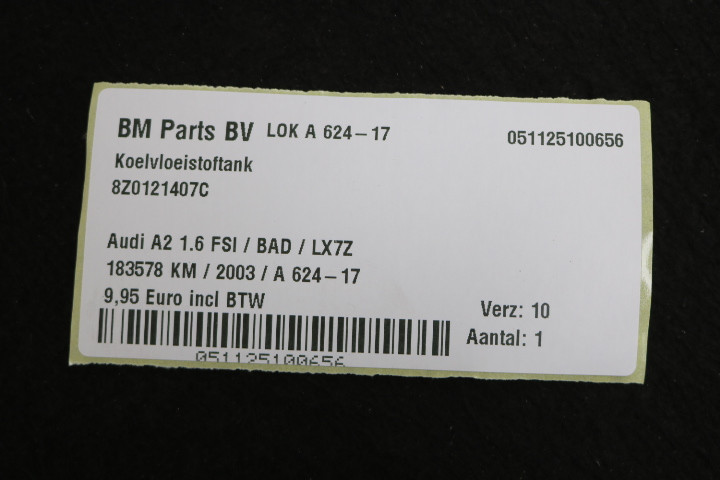 BM Parts BV LOK A 624-17 051125100656
Koelvloeistoftank
8Z0121407C
Audi A2 1.6 FSI / BAD / LX7Z
183578 KM / 2003 / A 624-17
9,95 Euro incl BTW
Verz: 10
Aantal: 1
051125100656